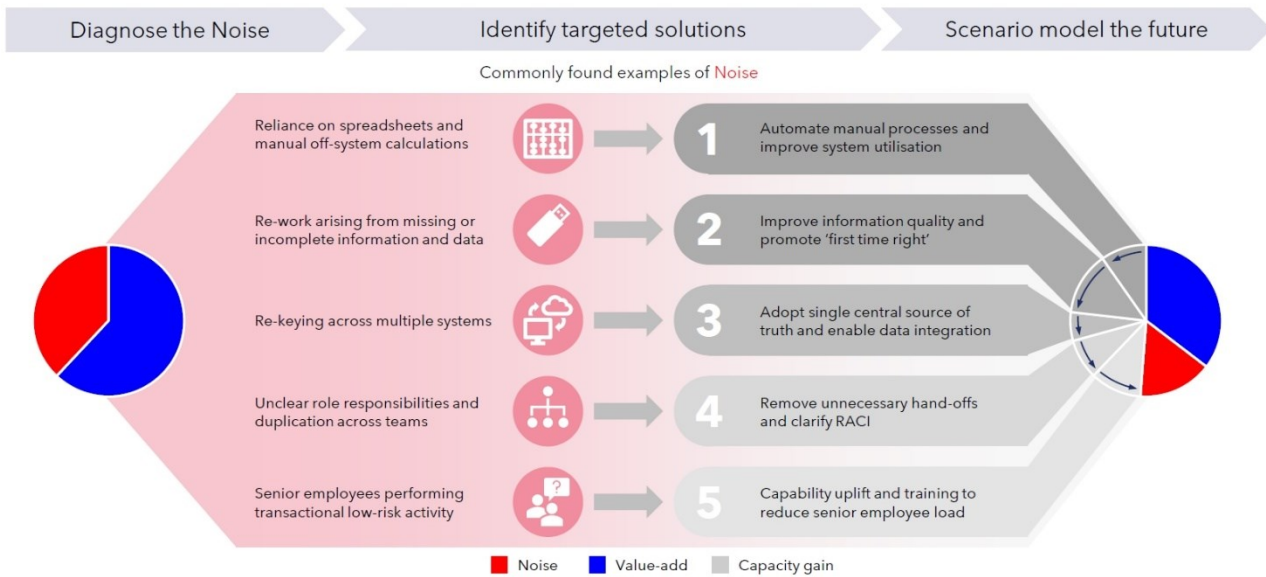 Diagnose the Noise
Identify targeted solutions
Scenario model the future
Commonly found examples of Noise
Reliance on spreadsheets and
manual off-system calculations
1
Automate manual processes and
improve system utilisation
Re-work arising from missing or
incomplete information and data
2
Improve information quality and
promote ‘first time right’
Re-keying across multiple systems
3
Adopt single central source of
truth and enable data integration
Unclear role responsibilities and
duplication across teams
4
Remove unnecessary hand-offs
and clarify RACI
Senior employees performing
transactional low-risk activity
?
5
Capability uplift and training to
reduce senior employee load
Noise
Value-add
Capacity gain